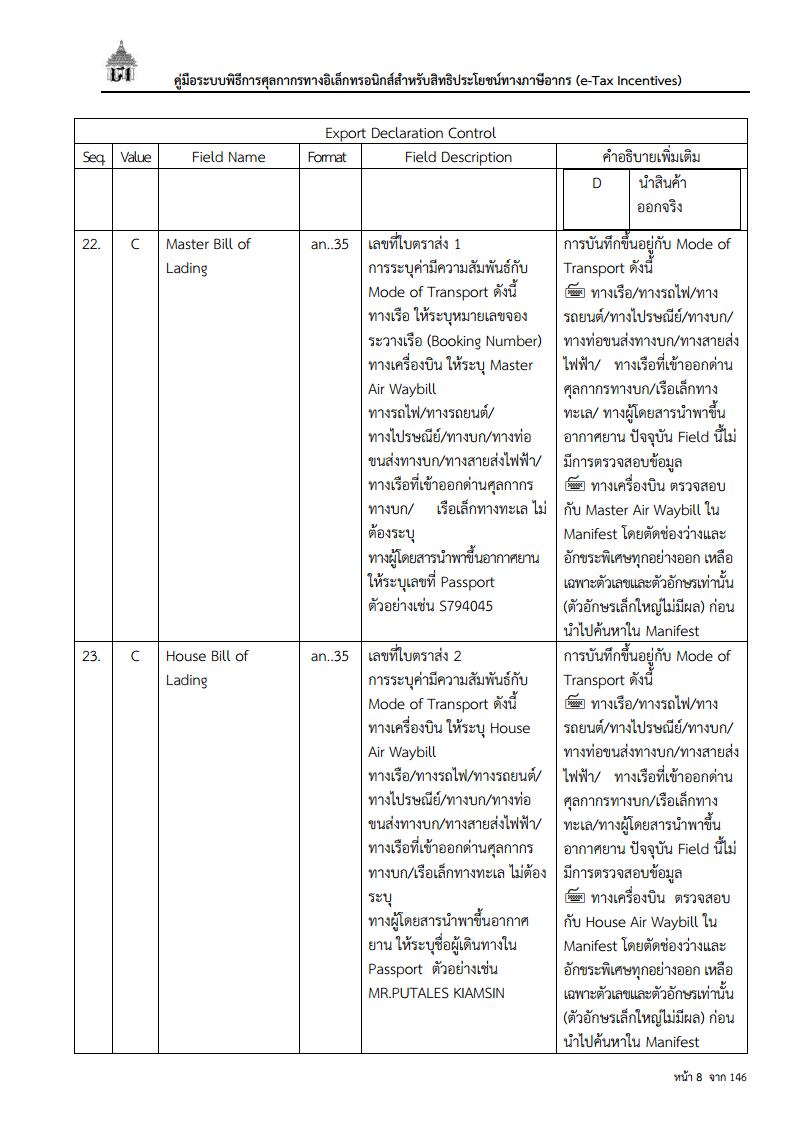 คู่มือระบบพิธีการศุลกากรทางอิเล็กทรอนิกส์สำหรับสิทธิประโยชน์ทางภาษีอากร (e-Tax Incentives)
Export Declaration Control
Seq. Value Field Name Format Field Description คำอธิบายเพิ่มเติม
D นำสินค้า
ออกจริง
22. C Master Bill of
Lading
an..35
เลขที่ใบตราส่ง 1
การระบุค่ามีความสัมพันธ์กับ
Mode of Transport ดังนี้
ทางเรือ ให้ระบุหมายเลขจอง
ระวางเรือ (Booking Number)
ทางเครื่องบิน ให้ระบุ Master
Air Waybill
ทางรถไฟ/ทางรถยนต์/
ทางไปรษณีย์/ทางบก/ทางท่อ
ขนส่งทางบก/ทางสายส่งไฟฟ้า/
ทางเรือที่เข้าออกด่านศุลกากร
ทางบก/ เรือเล็กทางทะเล ไม่
ต้องระบุ
ทางผู้โดยสารนำพาขึ้นอากาศยาน
ให้ระบุเลขที่ Passport
ตัวอย่างเช่น S794045
การบันทึกขึ้นอยู่กับ Mode of
Transport ดังนี้
ทางเรือ/ทางรถไฟ/ทาง
รถยนต์/ทางไปรษณีย์/ทางบก/
ทางท่อขนส่งทางบก/ทางสายส่ง
ไฟฟ้า/ ทางเรือที่เข้าออกด่าน
ศุลกากรทางบก/เรือเล็กทาง
ทะเล/ ทางผู้โดยสารนำพาขึ้น
อากาศยาน ปัจจุบัน Field นี้ไม่
มีการตรวจสอบข้อมูล
ทางเครื่องบิน ตรวจสอบ
กับ Master Air Waybill ใน
Manifest โดยตัดช่องว่างและ
อักขระพิเศษทุกอย่างออก เหลือ
เฉพาะตัวเลขและตัวอักษรเท่านั้น
(ตัวอักษรเล็กใหญ่ไม่มีผล) ก่อน
นำไปค้นหาใน Manifest
23. C House Bill of
Lading
an..35
เลขที่ใบตราส่ง 2
การระบุค่ามีความสัมพันธ์กับ
Mode of Transport ดังนี้
ทางเครื่องบิน ให้ระบุ House
Air Waybill
ทางเรือ/ทางรถไฟ/ทางรถยนต์/
ทางไปรษณีย์/ทางบก/ทางท่อ
ขนส่งทางบก/ทางสายส่งไฟฟ้า/
ทางเรือที่เข้าออกด่านศุลกากร
ทางบก/เรือเล็กทางทะเล ไม่ต้อง
ระบุ
ทางผู้โดยสารนำพาขึ้นอากาศ
ยาน ให้ระบุชื่อผู้เดินทางใน
Passport ตัวอย่างเช่น
MR.PUTALES KIAMSIN
การบันทึกขึ้นอยู่กับ Mode of
Transport ดังนี้
ทางเรือ/ทางรถไฟ/ทาง
รถยนต์/ทางไปรษณีย์/ทางบก/
ทางท่อขนส่งทางบก/ทางสายส่ง
ไฟฟ้า/ ทางเรือที่เข้าออกด่าน
ศุลกากรทางบก/เรือเล็กทาง
ทะเล/ทางผู้โดยสารนำพาขึ้น
อากาศยาน ปัจจุบัน Field นี้ไม่
มีการตรวจสอบข้อมูล
ทางเครื่องบิน ตรวจสอบ
กับ House Air Waybill ใน
Manifest โดยตัดช่องว่างและ
อักขระพิเศษทุกอย่างออก เหลือ
เฉพาะตัวเลขและตัวอักษรเท่านั้น
(ตัวอักษรเล็กใหญ่ไม่มีผล) ก่อน
นำไปค้นหาใน Manifest
หน้า 8 จาก 146